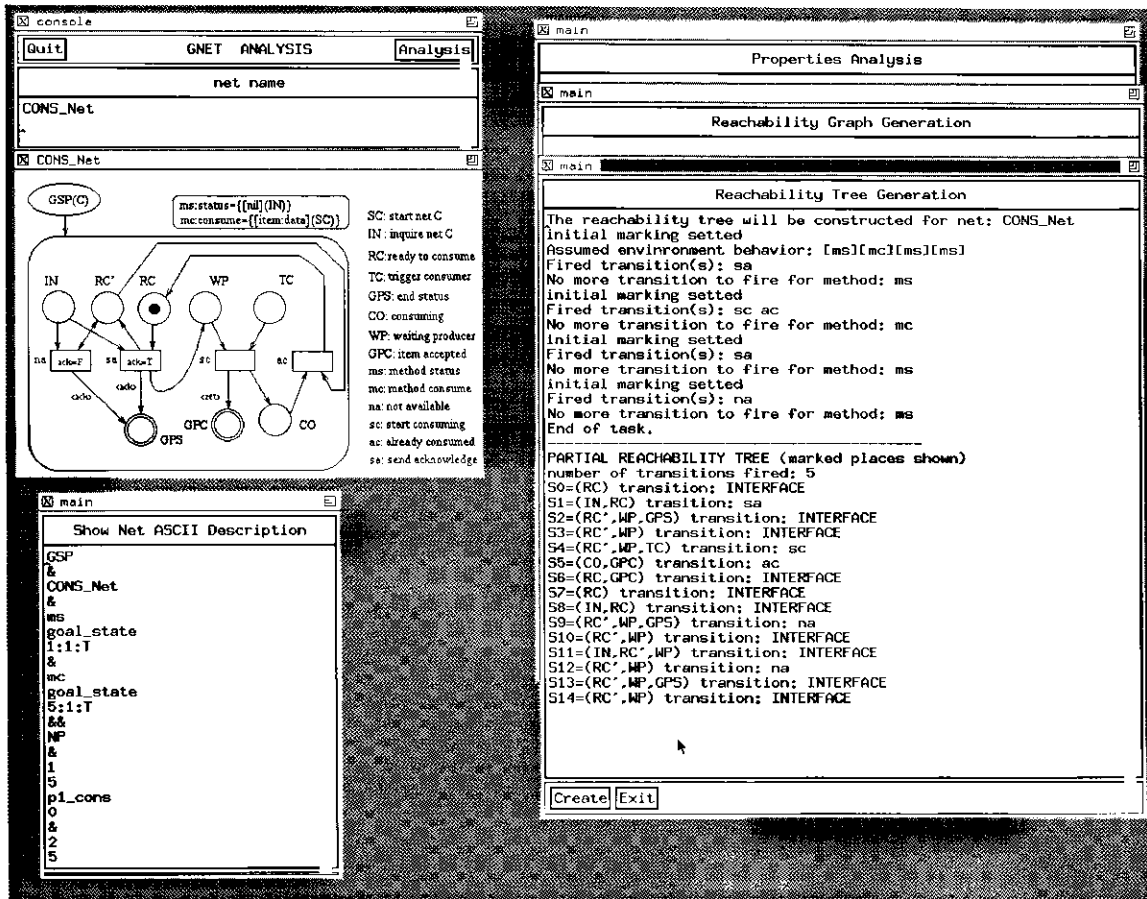 console
Quit
GNET ANALYSIS
Analysis
net name
CONS_Net
CONS_Net
GSP(C)
ms:status={[nil](IN)}
mc:consume={[item:data](SC)}
IN
RC'
RC
WP
TC
na
ack=F
sa
ack=T
sc
ac
GPS
GPC
CO
SC: start net C
IN : inquire net C
RC: ready to consume
TC: trigger consumer
GPS: end status
CO: consuming
WP: waiting producer
GPC: item accepted
ms: method status
mc: method consume
na: not available
sc: start consuming
ac: already consumed
sa: send acknowledge
main
Show Net ASCII Description
GSP
&
CONS_Net
&
ms
goal_state
1:1:T
&
mc
goal_state
5:1:T
&&
NP
&
1
5
p1_cons
0
&
2
5
main
Properties Analysis
main
Reachability Graph Generation
main
Reachability Tree Generation
The reachability tree will be constructed for net: CONS_Net
initial marking setted
Assumed envinronment behavior: [ms][mc][ms][ms]
Fired transition(s): sa
No more transition to fire for method: ms
initial marking setted
Fired transition(s): sc ac
No more transition to fire for method: mc
initial marking setted
Fired transition(s): sa
No more transition to fire for method: ms
initial marking setted
Fired transition(s): na
No more transition to fire for method: ms
End of task.
PARTIAL REACHABILITY TREE (marked places shown)
number of transitions fired: 5
S0=(RC) transition: INTERFACE
S1=(IN,RC) trasition: sa
S2=(RC',WP,GPS) transition: INTERFACE
S3=(RC',WP) transition: INTERFACE
S4=(RC',WP,TC) transition: sc
S5=(CO,GPC) transition: ac
S6=(RC,GPC) transition: INTERFACE
S7=(RC) transition: INTERFACE
S8=(IN,RC) transition: INTERFACE
S9=(RC',WP,GPS) transition: na
S10=(RC',WP) transition: INTERFACE
S11=(IN,RC',WP) transition: INTERFACE
S12=(RC',WP) transition: na
S13=(RC',WP,GPS) transition: INTERFACE
S14=(RC',WP) transition: INTERFACE
Create
Exit